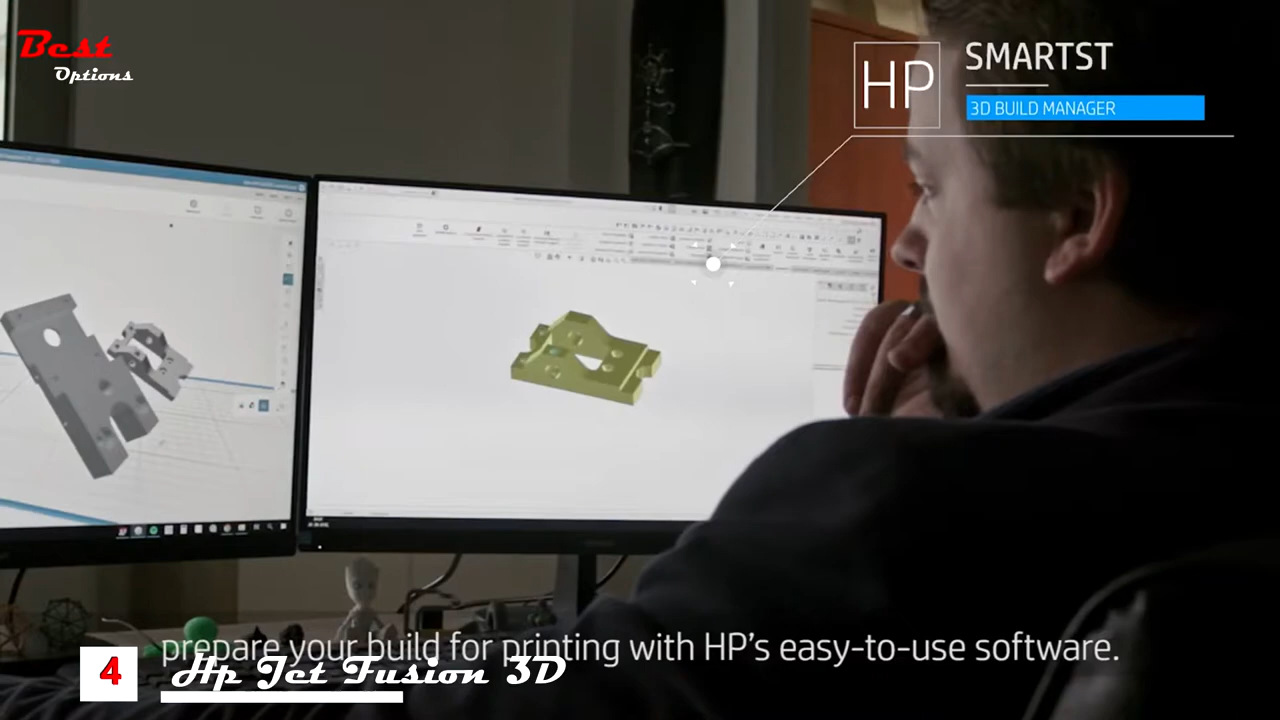 Best
Options
HP
SMARTST
3D BUILD MANAGER
prepare your build for printing with HP's easy-to-use software.
4
Hp Jet Fusion 3D